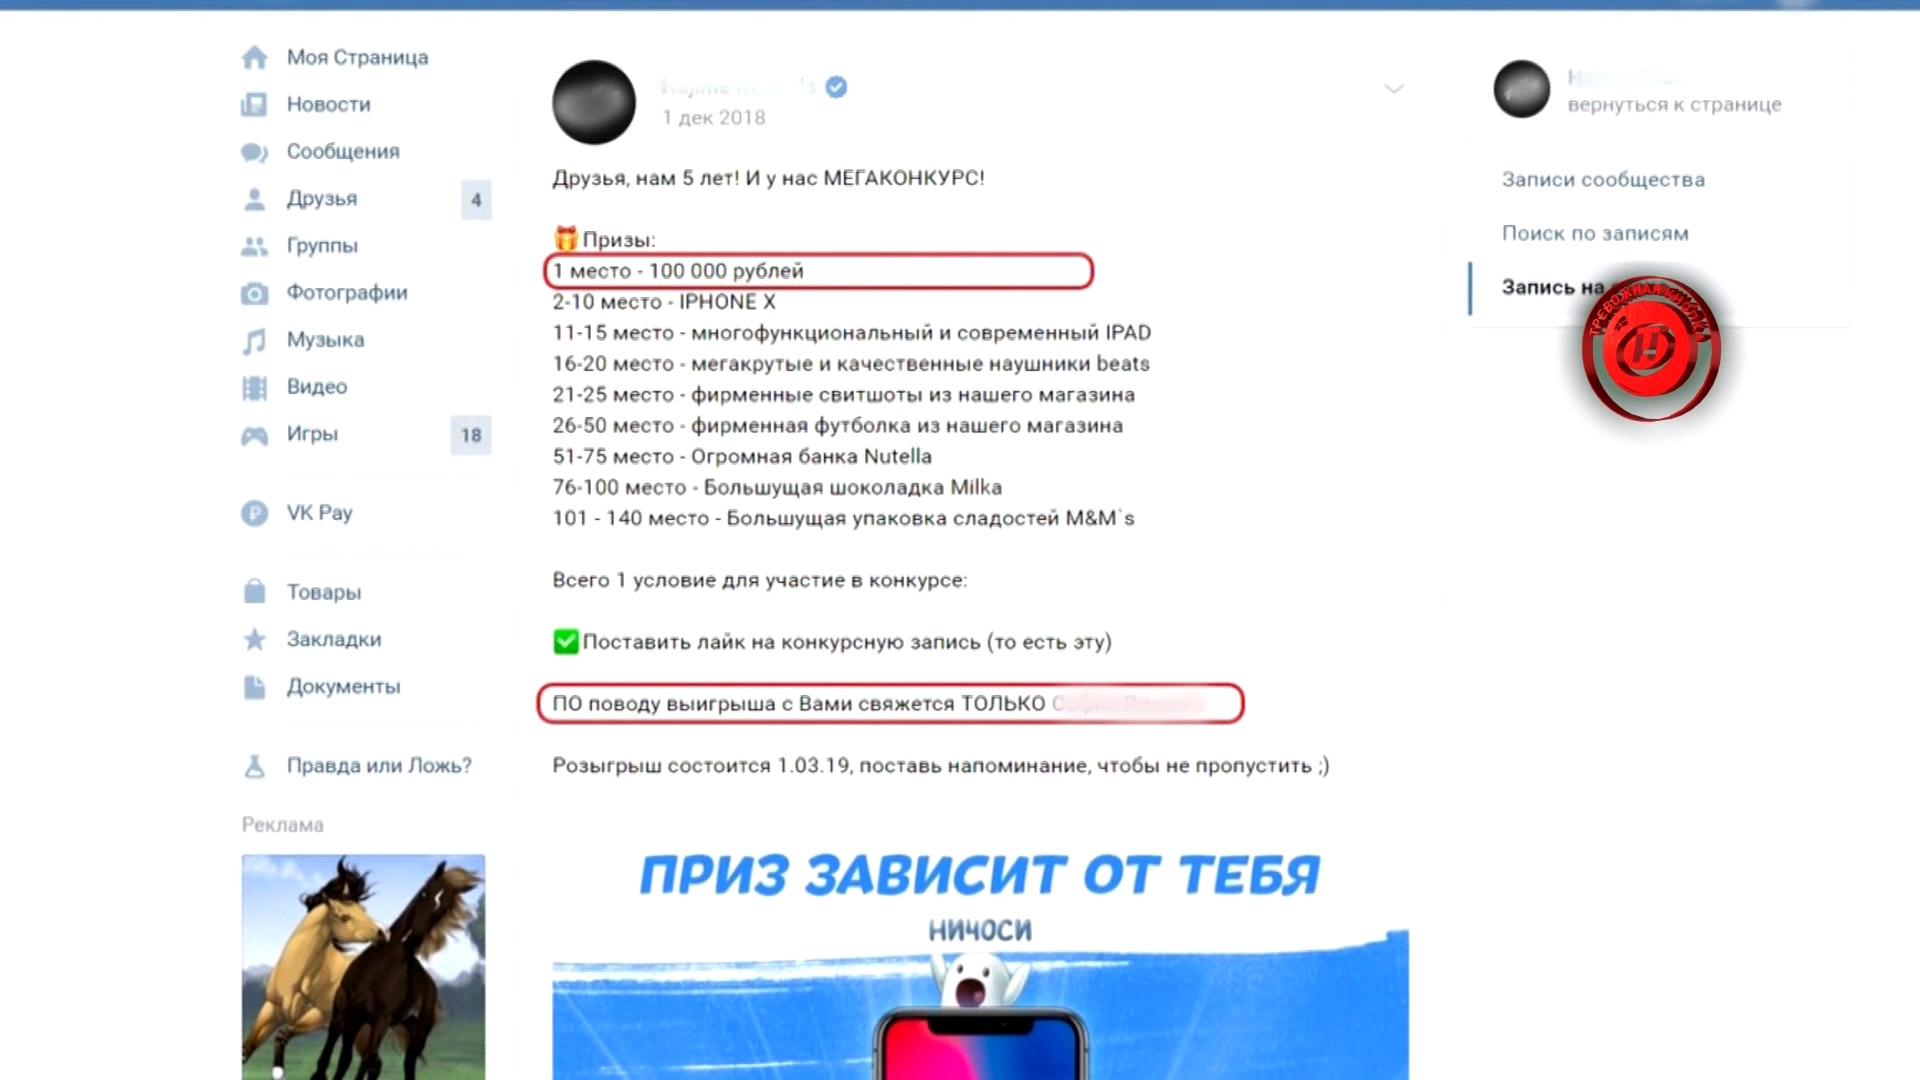 Моя Страница
Новости
Сообщения
Друзья 4
Группы
Фотографии
Музыка
Видео
Игры 18
VK Pay
Товары
Закладки
Документы
Правда или Ложь?
Реклама
1 дек 2018
Друзья, нам 5 лет! И у нас МЕГАКОНКУРС!
Призы:
1 место - 100 000 рублей
2-10 место - IPHONE X
11-15 место - многофункциональный и современный IPAD
16-20 место - мегакрутые и качественные наушники beats
21-25 место - фирменные свитшоты из нашего магазина
26-50 место - фирменная футболка из нашего магазина
51-75 место - Огромная банка Nutella
76-100 место - Большущая шоколадка Milka
101 - 140 место - Большущая упаковка сладостей M&M`s
Всего 1 условие для участие в конкурсе:
Поставить лайк на конкурсную запись (то есть эту)
ПО поводу выигрыша с Вами свяжется ТОЛЬКО
Розыгрыш состоится 1.03.19, поставь напоминание, чтобы не пропустить ;)
ПРИЗ ЗАВИСИТ ОТ ТЕБЯ
НИЧОСИ
вернуться к странице
Записи сообщества
Поиск по записям
Запись на
ТРЕВОЖНАЯ КНОПКА